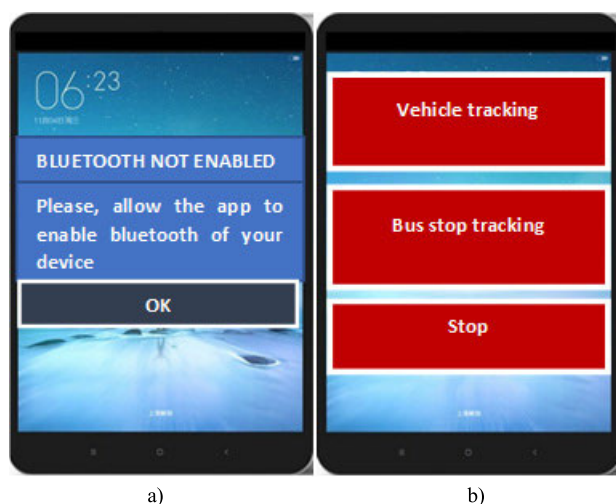 06:23
BLUETOOTH NOT ENABLED
Please, allow the app to
enable bluetooth of your
device
OK
a)
Vehicle tracking
Bus stop tracking
Stop
b)